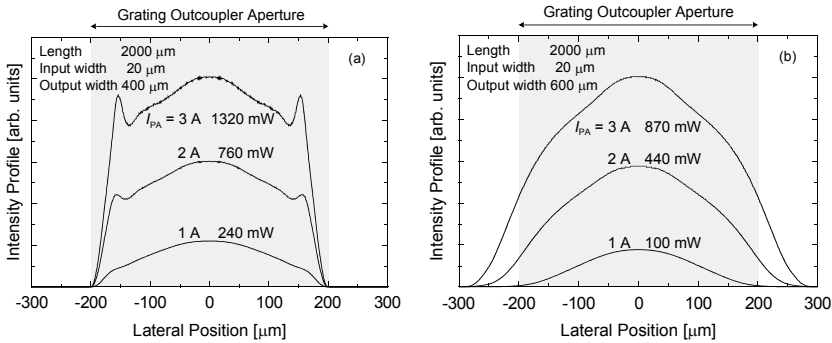 Grating Outcoupler Aperture
(a)
Length 2000 μm
Input width 20 μm
Output width 400 μm
I_PA = 3 A 1320 mW
2 A 760 mW
1 A 240 mW
Intensity Profile [arb. units]
-300 -200 -100 0 100 200 300
Lateral Position [μm]
Grating Outcoupler Aperture
(b)
Length 2000 μm
Input width 20 μm
Output width 600 μm
I_PA = 3 A 870 mW
2 A 440 mW
1 A 100 mW
Intensity Profile [arb. units]
-300 -200 -100 0 100 200 300
Lateral Position [μm]